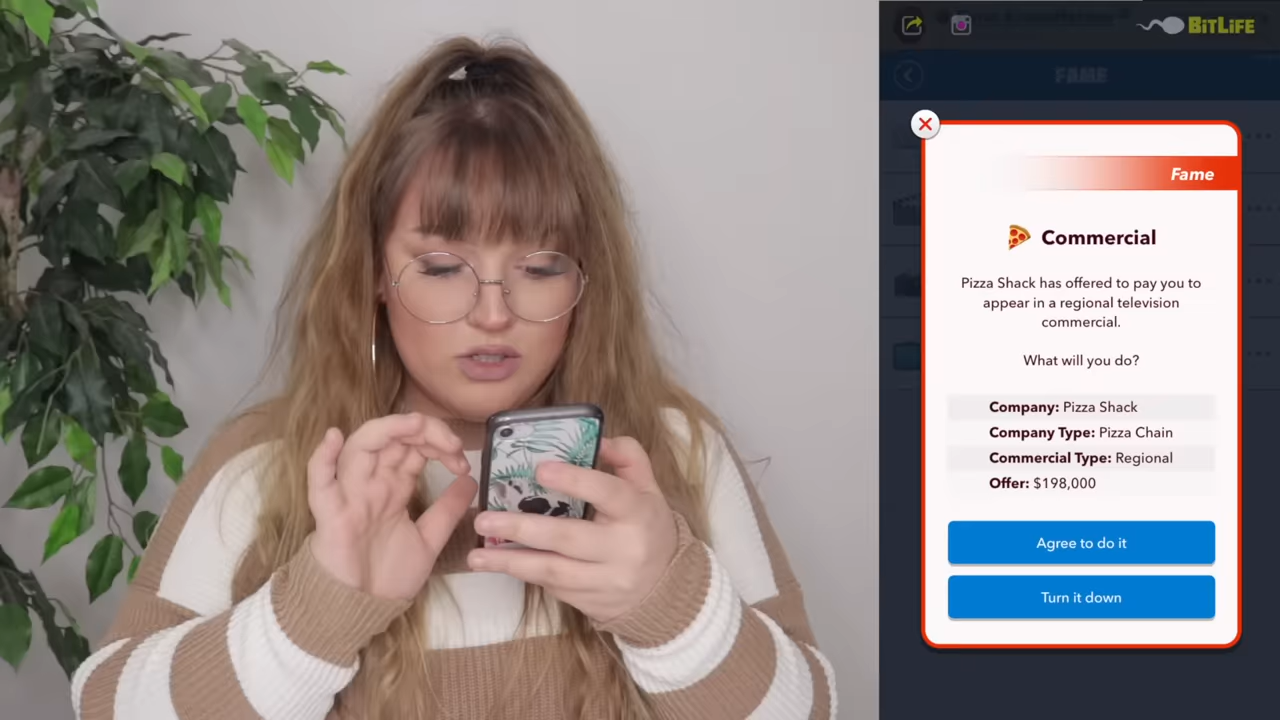 BitLife
FAME
Fame
Commercial
Pizza Shack has offered to pay you to
appear in a regional television
commercial.
What will you do?
Company: Pizza Shack
Company Type: Pizza Chain
Commercial Type: Regional
Offer: $198,000
Agree to do it
Turn it down